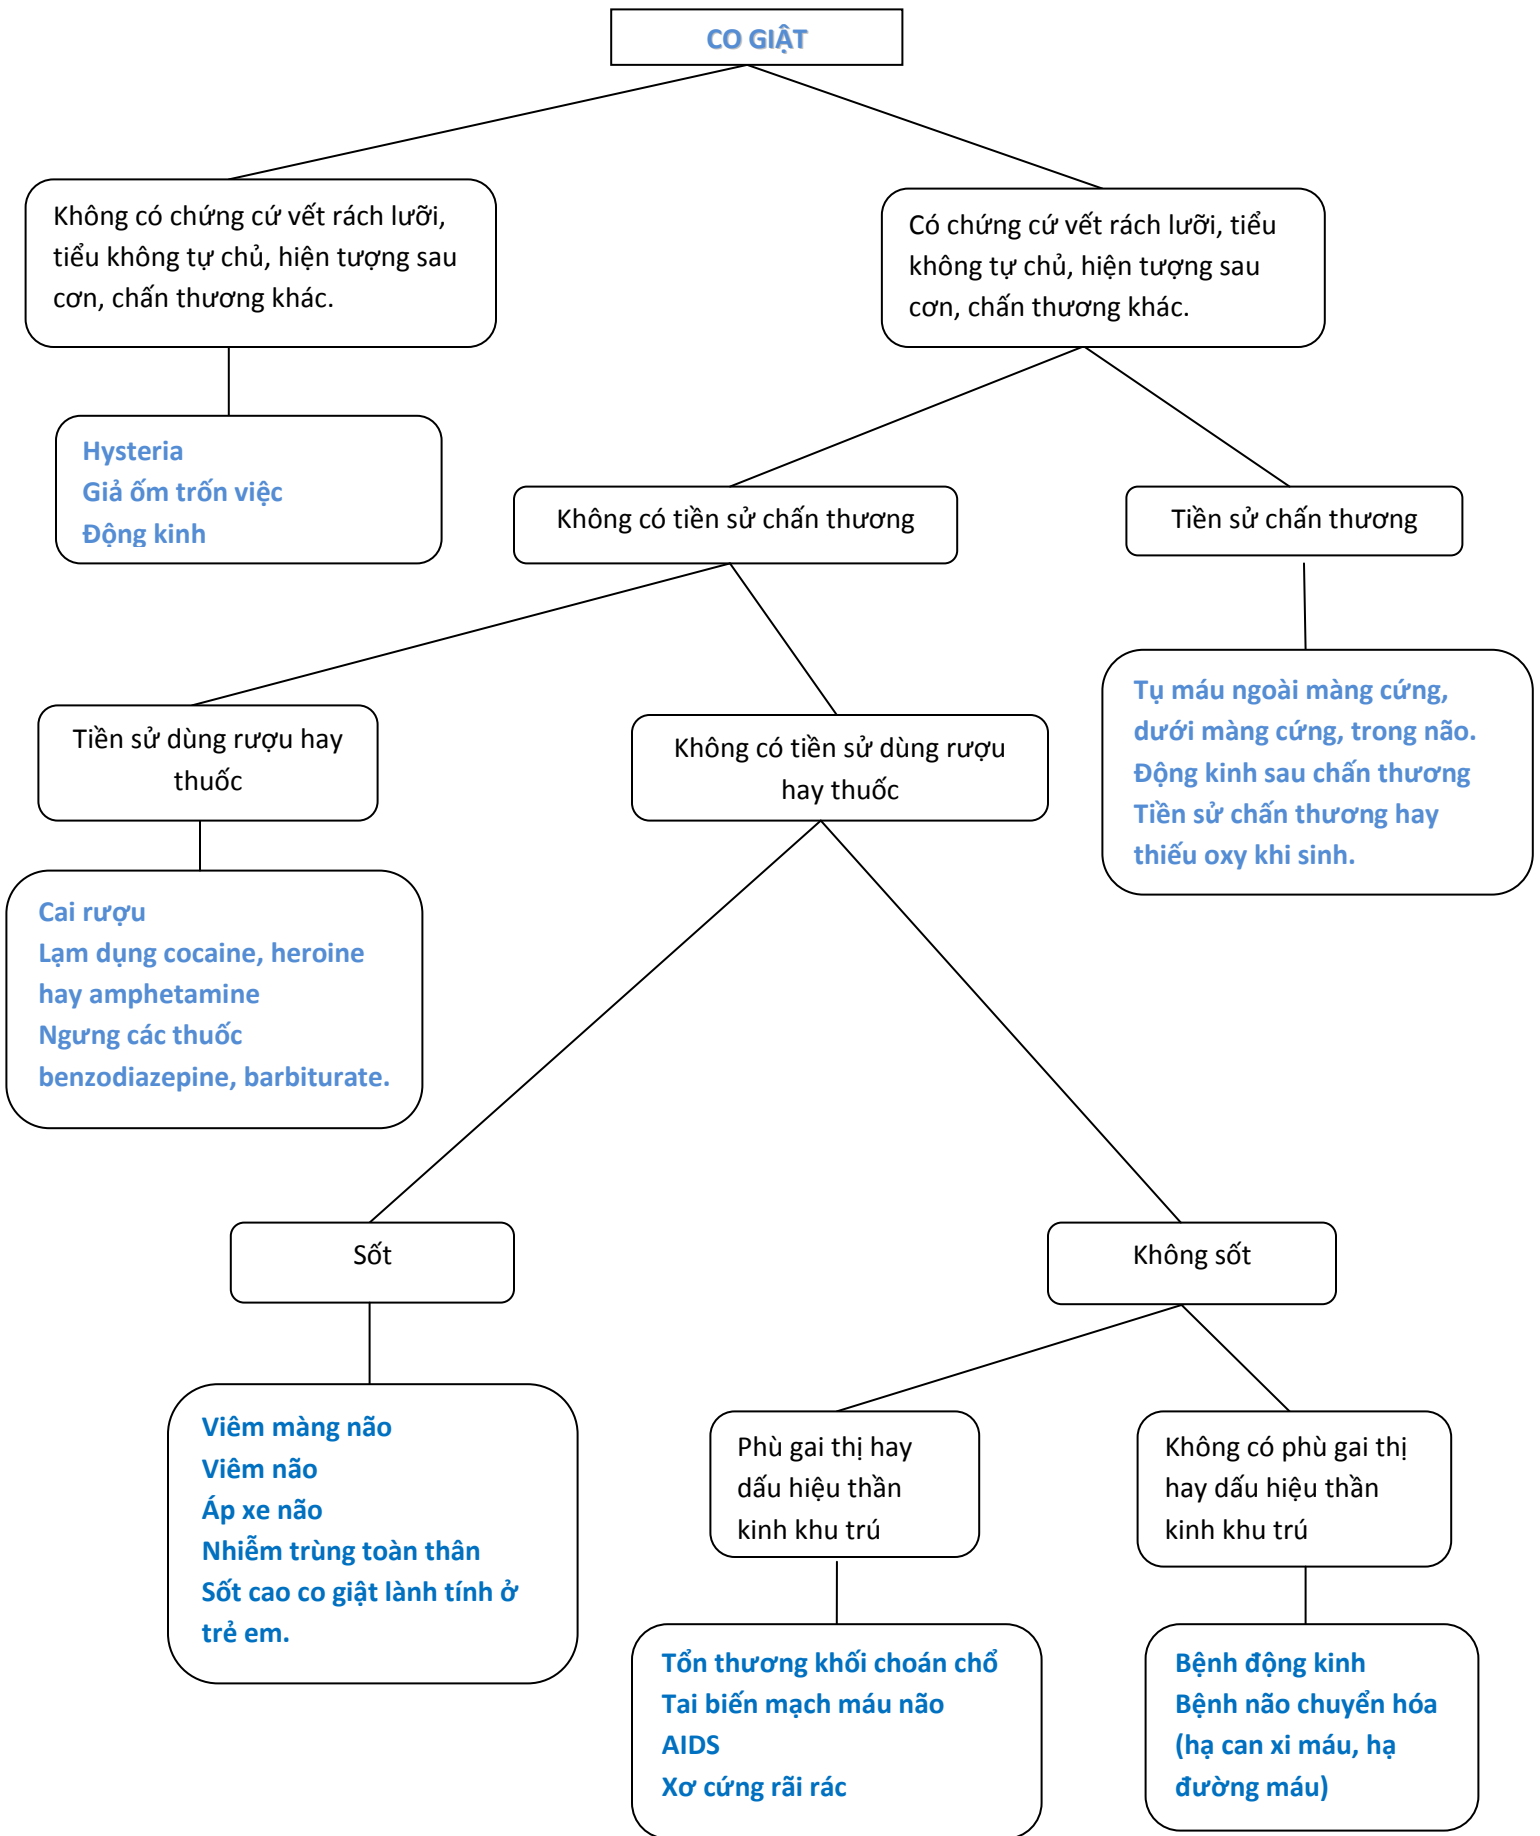 CO GIẬT
Không có chứng cứ vết rách lưỡi,
tiểu không tự chủ, hiện tượng sau
cơn, chấn thương khác.
Có chứng cứ vết rách lưỡi, tiểu
không tự chủ, hiện tượng sau
cơn, chấn thương khác.
Hysteria
Giả ốm trốn việc
Động kinh
Không có tiền sử chấn thương
Tiền sử chấn thương
Tụ máu ngoài màng cứng,
dưới màng cứng, trong não.
Động kinh sau chấn thương
Tiền sử chấn thương hay
thiếu oxy khi sinh.
Tiền sử dùng rượu hay
thuốc
Không có tiền sử dùng rượu
hay thuốc
Cai rượu
Lạm dụng cocaine, heroine
hay amphetamine
Ngưng các thuốc
benzodiazepine, barbiturate.
Sốt
Không sốt
Viêm màng não
Viêm não
Áp xe não
Nhiễm trùng toàn thân
Sốt cao co giật lành tính ở
trẻ em.
Phù gai thị hay
dấu hiệu thần
kinh khu trú
Không có phù gai thị
hay dấu hiệu thần
kinh khu trú
Tổn thương khối choán chổ
Tai biến mạch máu não
AIDS
Xơ cứng rãi rác
Bệnh động kinh
Bệnh não chuyển hóa
(hạ can xi máu, hạ
đường máu)